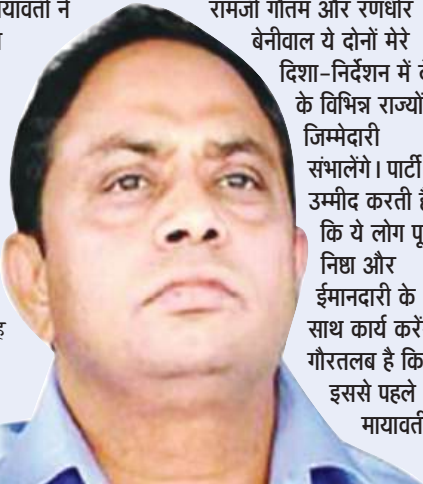 यावती ने
रामजी गौतम और रणधीर
बेनीवाल ये दोनों मेरे
दिशा-निर्देशन में
के विभिन्न राज्यों
जिम्मेदारी
संभालेंगे। पार्टी
उम्मीद करती
कि ये लोग
निष्ठा और
ईमानदारी के
साथ कार्य करें
गौरतलब है कि
इससे पहले
मायावती